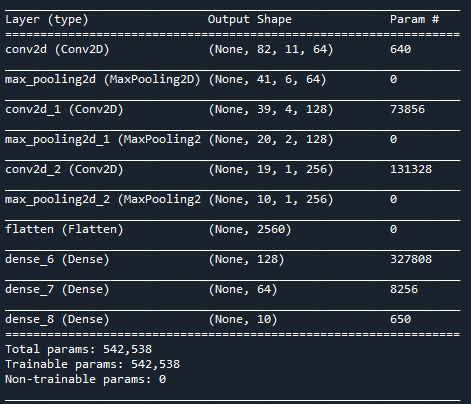 Layer (type) Output Shape Param #
=================================================================
conv2d (Conv2D) (None, 82, 11, 64) 640
max_pooling2d (MaxPooling2D) (None, 41, 6, 64) 0
conv2d_1 (Conv2D) (None, 39, 4, 128) 73856
max_pooling2d_1 (MaxPooling2 (None, 20, 2, 128) 0
conv2d_2 (Conv2D) (None, 19, 1, 256) 131328
max_pooling2d_2 (MaxPooling2 (None, 10, 1, 256) 0
flatten (Flatten) (None, 2560) 0
dense_6 (Dense) (None, 128) 327808
dense_7 (Dense) (None, 64) 8256
dense_8 (Dense) (None, 10) 650
=================================================================
Total params: 542,538
Trainable params: 542,538
Non-trainable params: 0